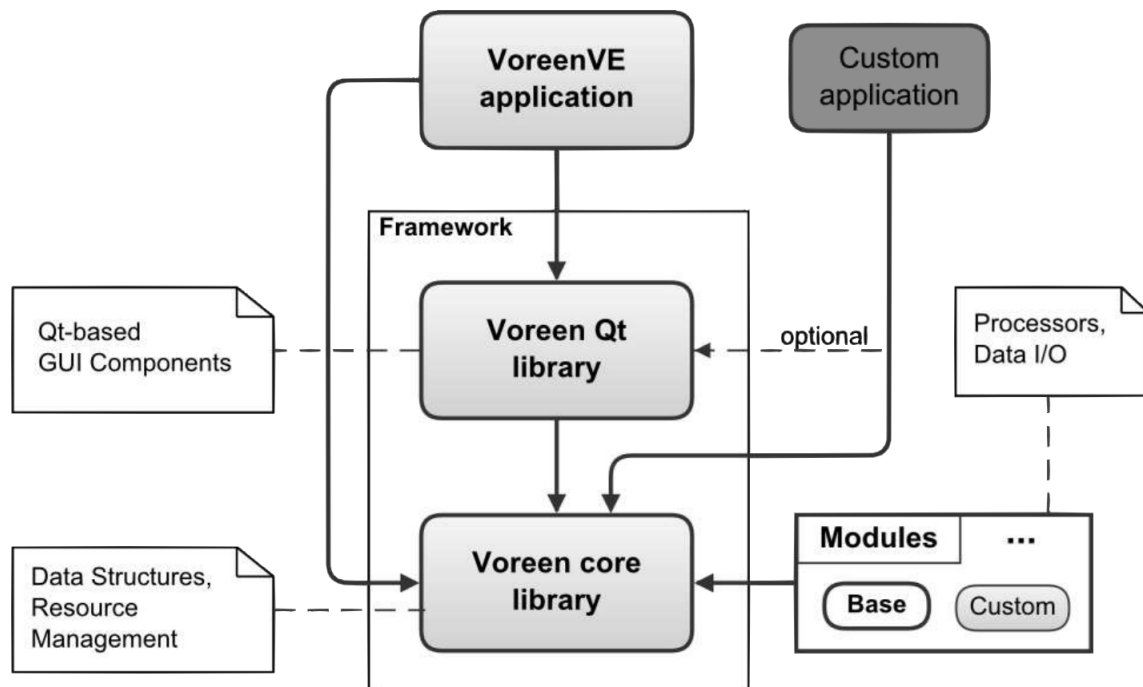 VoreenVE
application
Custom
application
Framework
Qt-based
GUI Components
Voreen Qt
library
optional
Processors,
Data I/O
Data Structures,
Resource
Management
Voreen core
library
Modules
...
Base
Custom